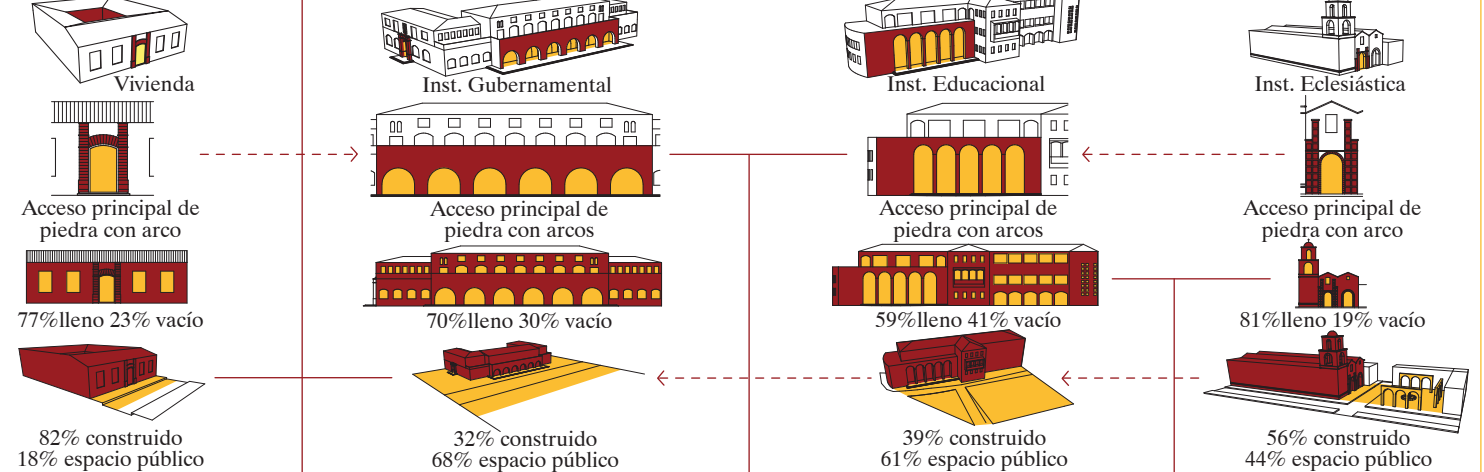 Vivienda
Inst. Gubernamental
Inst. Educacional
Inst. Eclesiástica
Acceso principal de
piedra con arco
Acceso principal de
piedra con arcos
Acceso principal de
piedra con arcos
Acceso principal de
piedra con arco
77%lleno 23% vacío
70%lleno 30% vacío
59%lleno 41% vacío
81%lleno 19% vacío
82% construido
18% espacio público
32% construido
68% espacio público
39% construido
61% espacio público
56% construido
44% espacio público